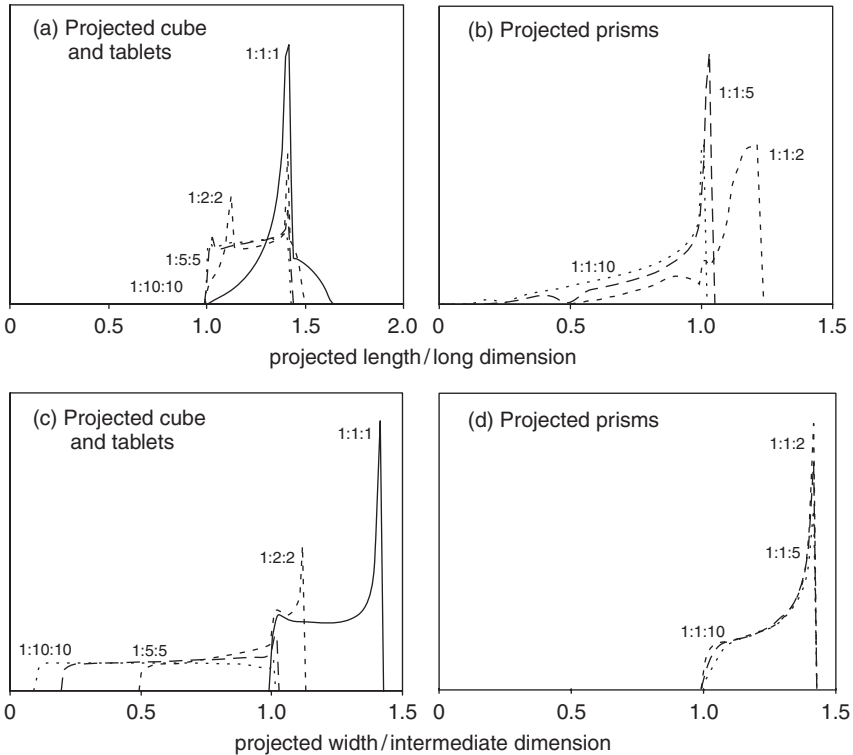 (a) Projected cube
and tablets
1:1:1
1:2:2
1:5:5
1:10:10
0 0.5 1.0 1.5 2.0
(b) Projected prisms
1:1:5
1:1:2
1:1:10
0 0.5 1.0 1.5
projected length/long dimension
(c) Projected cube
and tablets
1:1:1
1:2:2
1:10:10
1:5:5
0 0.5 1.0 1.5
(d) Projected prisms
1:1:2
1:1:5
1:1:10
0 0.5 1.0 1.5
projected width/intermediate dimension